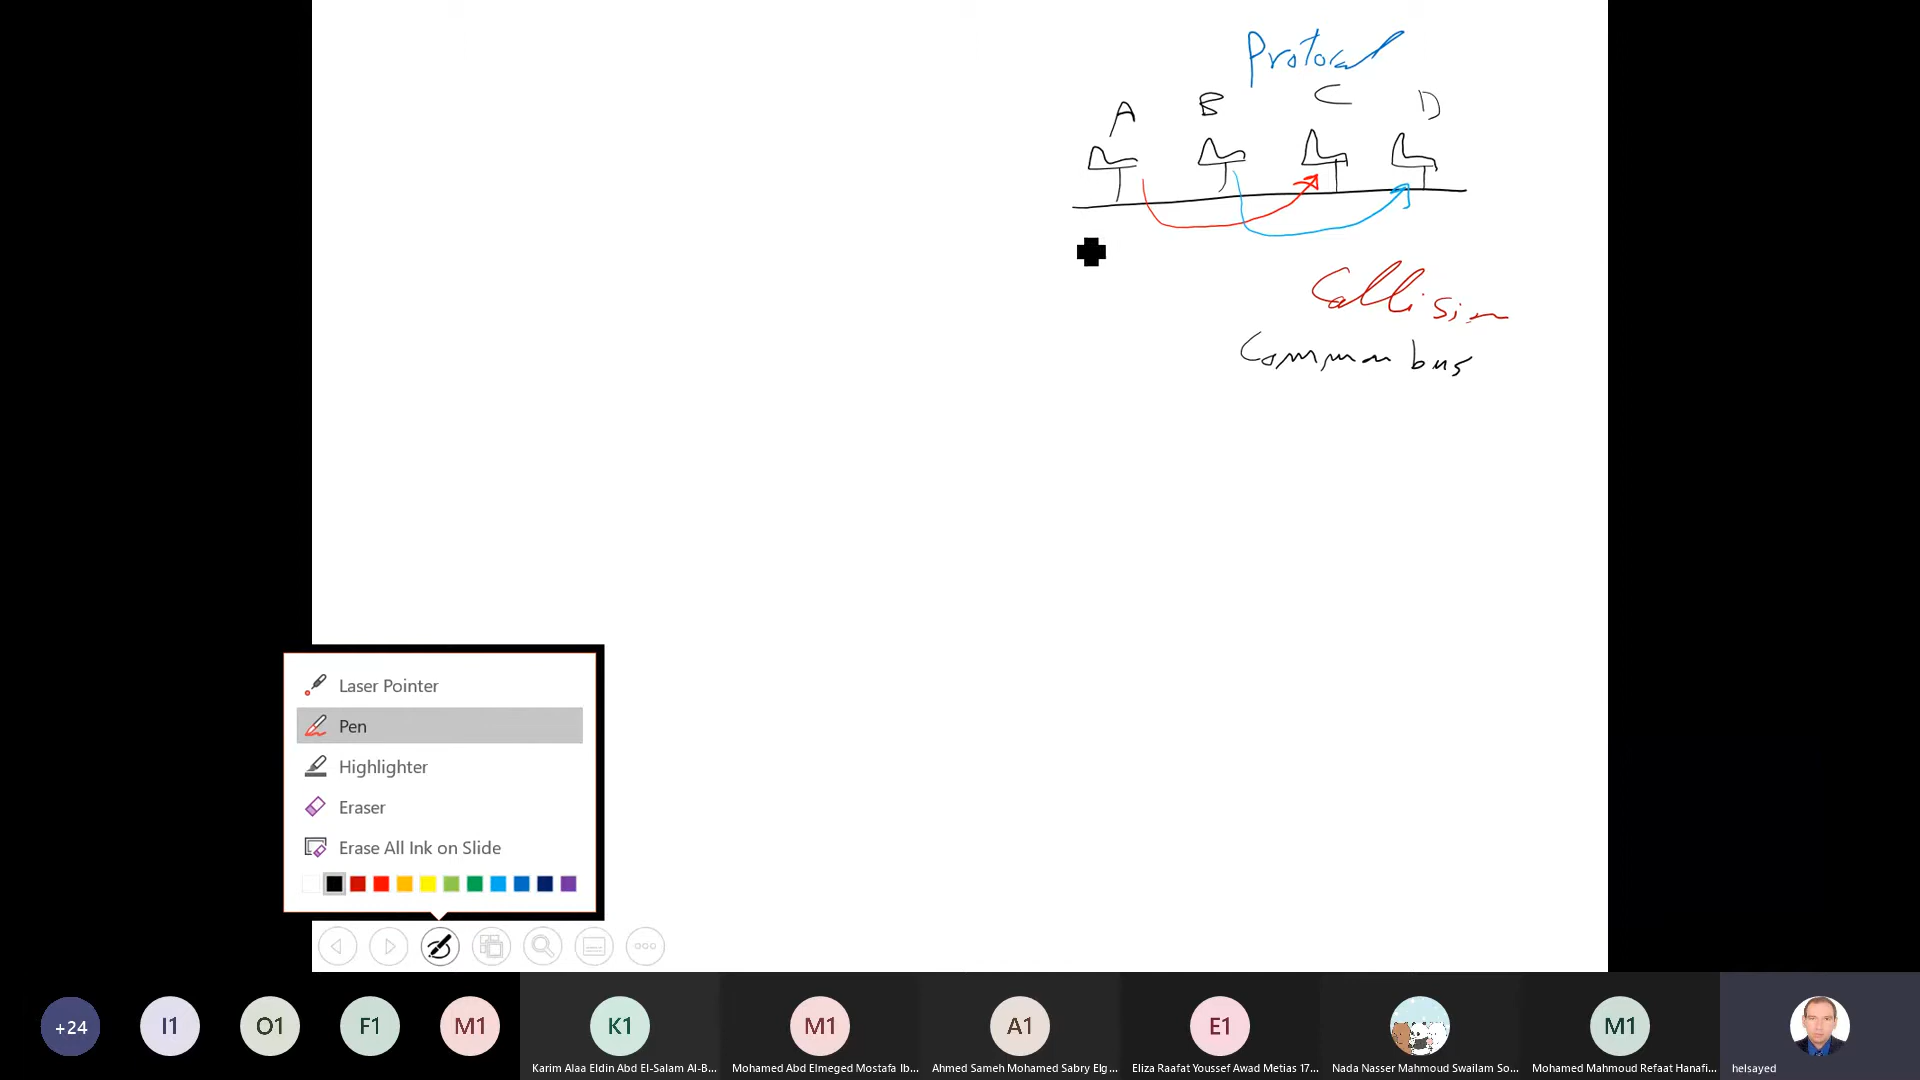 Protocol
A B C D
Collision
Common bus
Laser Pointer
Pen
Highlighter
Eraser
Erase All Ink on Slide
+24 I1 O1 F1 M1 K1 M1 A1 E1 M1
Karim Alaa Eldin Abd El-Salam Al-B... Mohamed Abd Elmeged Mostafa Ib... Ahmed Sameh Mohamed Sabry Elg... Eliza Raafat Youssef Awad Metias 17... Nada Nasser Mahmoud Swailam So... Mohamed Mahmoud Refaat Hanafi... helsayed